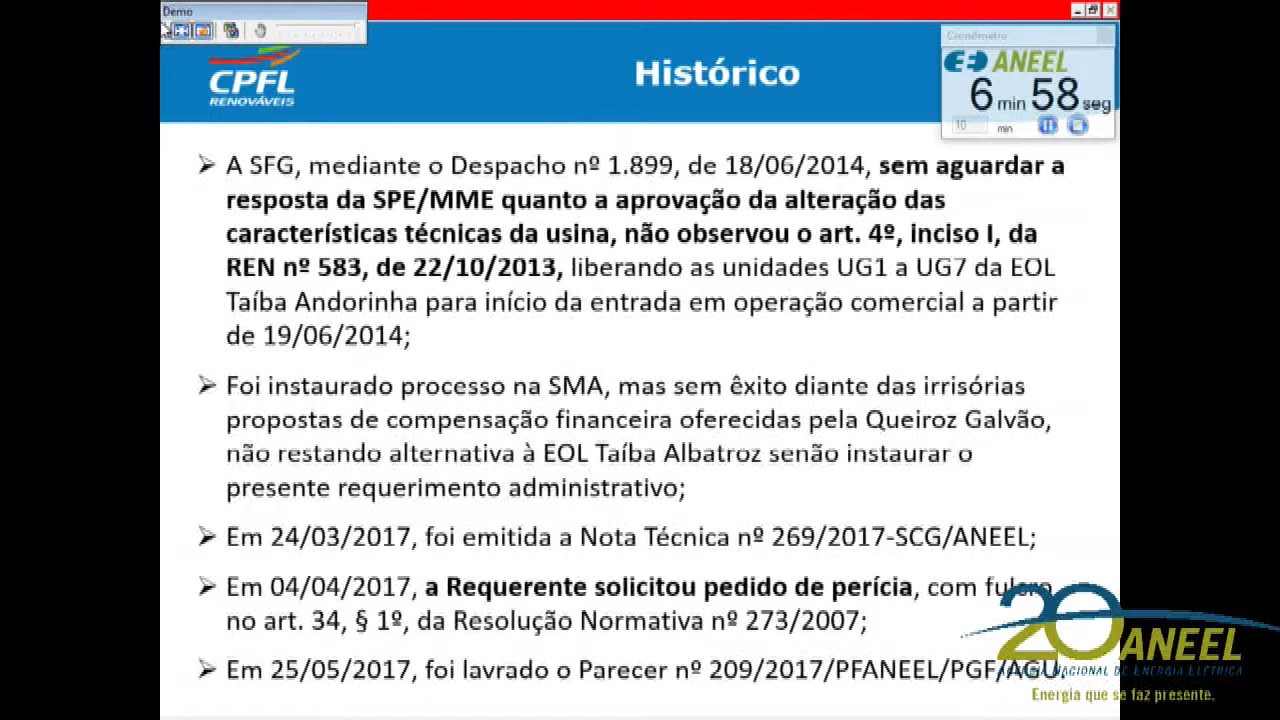 Demo
CPFL
RENOVÁVEIS
Histórico
Cronômetro
ANEEL
6 min 58 seg
10 min
A SFG, mediante o Despacho nº 1.899, de 18/06/2014, sem aguardar a
resposta da SPE/MME quanto a aprovação da alteração das
características técnicas da usina, não observou o art. 4º, inciso I, da
REN nº 583, de 22/10/2013, liberando as unidades UG1 a UG7 da EOL
Taíba Andorinha para início da entrada em operação comercial a partir
de 19/06/2014;
Foi instaurado processo na SMA, mas sem êxito diante das irrisórias
propostas de compensação financeira oferecidas pela Queiroz Galvão,
não restando alternativa à EOL Taíba Albatroz senão instaurar o
presente requerimento administrativo;
Em 24/03/2017, foi emitida a Nota Técnica nº 269/2017-SCG/ANEEL;
Em 04/04/2017, a Requerente solicitou pedido de perícia, com fulcro
no art. 34, § 1º, da Resolução Normativa nº 273/2007;
Em 25/05/2017, foi lavrado o Parecer nº 209/2017/PFANEEL/PGF/AGU
20 ANEEL
AGÊNCIA NACIONAL DE ENERGIA ELÉTRICA
Energia que se faz presente.